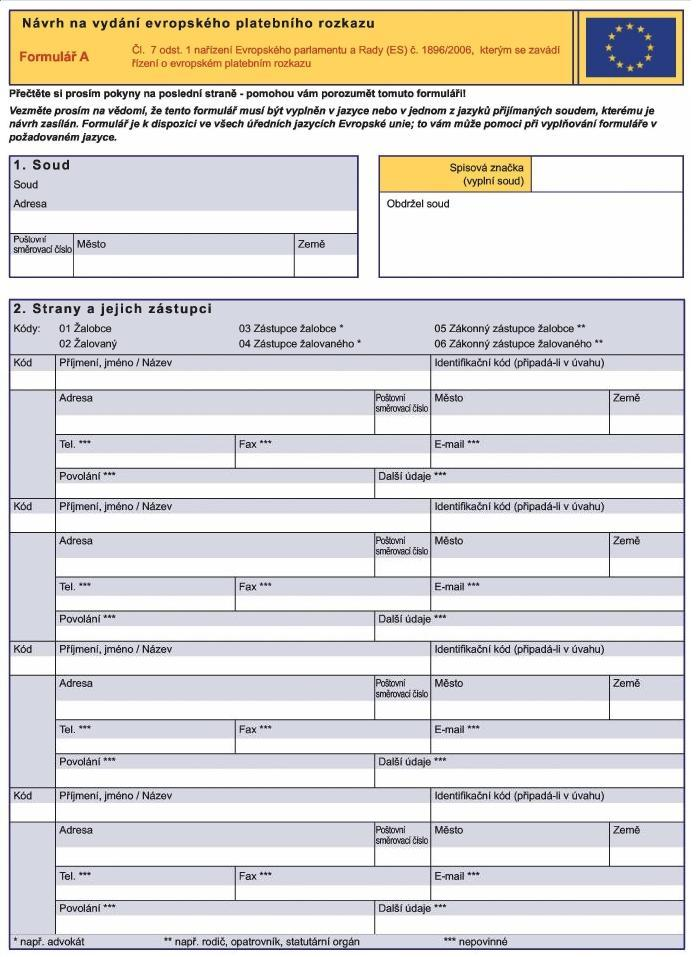 Návrh na vydání evropského platebního rozkazu
Formulář A
Čl. 7 odst. 1 nařízení Evropského parlamentu a Rady (ES) č. 1896/2006, kterým se zavádí
řízení o evropském platebním rozkazu
Přečtěte si prosím pokyny na poslední straně - pomohou vám porozumět tomuto formuláři!
Vezměte prosím na vědomí, že tento formulář musí být vyplněn v jazyce nebo v jednom z jazyků přijímaných soudem, kterému je
návrh zasílán. Formulář je k dispozici ve všech úředních jazycích Evropské unie; to vám může pomoci při vyplňování formuláře v
požadovaném jazyce.
1. Soud
Soud
Adresa
Poštovní
směrovací číslo Město Země
Spisová značka
(vyplní soud)
Obdržel soud
2. Strany a jejich zástupci
Kódy: 01 Žalobce 03 Zástupce žalobce * 05 Zákonný zástupce žalobce **
02 Žalovaný 04 Zástupce žalovaného * 06 Zákonný zástupce žalovaného **
Kód Příjmení, jméno / Název Identifikační kód (připadá-li v úvahu)
Adresa Poštovní
směrovací číslo Město Země
Tel. *** Fax *** E-mail ***
Povolání *** Další údaje ***
Kód Příjmení, jméno / Název Identifikační kód (připadá-li v úvahu)
Adresa Poštovní
směrovací číslo Město Země
Tel. *** Fax *** E-mail ***
Povolání *** Další údaje ***
Kód Příjmení, jméno / Název Identifikační kód (připadá-li v úvahu)
Adresa Poštovní
směrovací číslo Město Země
Tel. *** Fax *** E-mail ***
Povolání *** Další údaje ***
Kód Příjmení, jméno / Název Identifikační kód (připadá-li v úvahu)
Adresa Poštovní
směrovací číslo Město Země
Tel. *** Fax *** E-mail ***
Povolání *** Další údaje ***
* např. advokát ** např. rodič, opatrovník, statutární orgán *** nepovinné